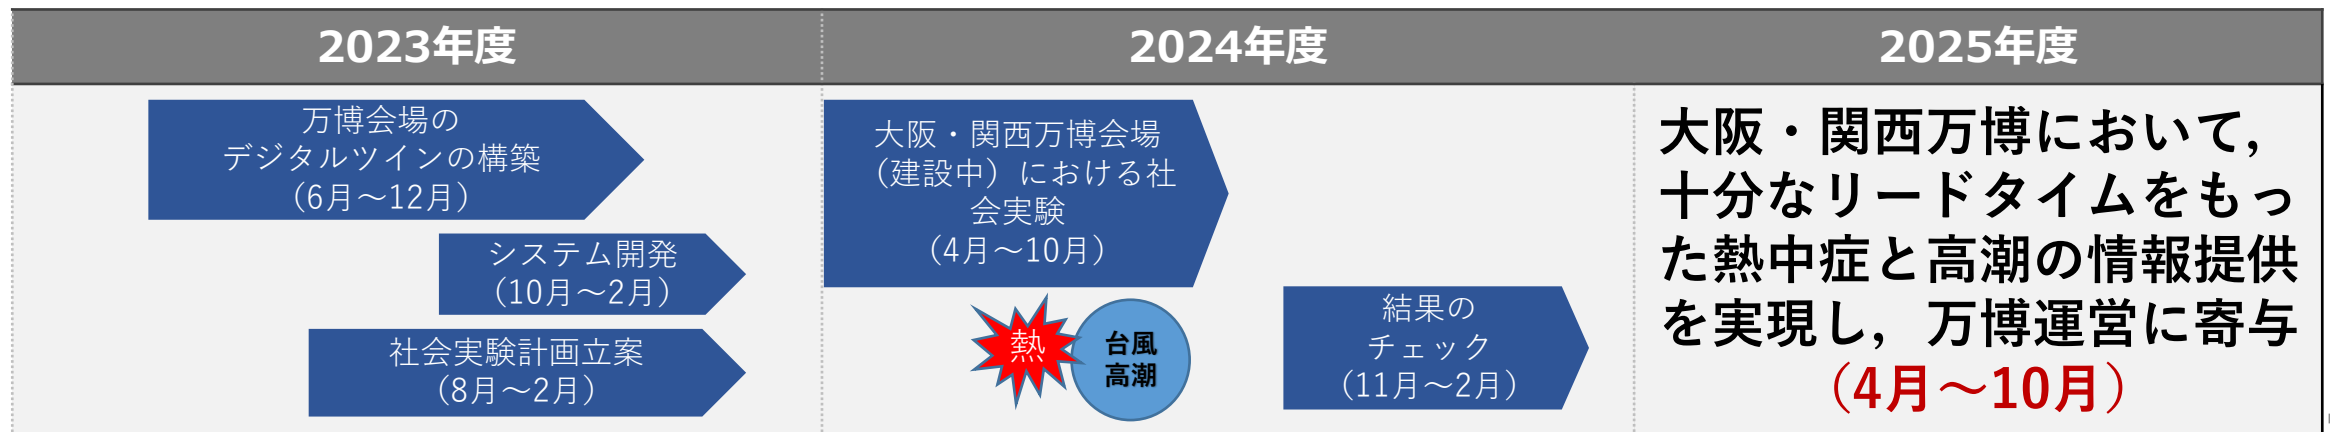 2023年度
2024年度
2025年度
万博会場の
デジタルツインの構築
(6月～12月)
システム開発
(10月～2月)
社会実験計画立案
(8月～2月)
大阪・関西万博会場
（建設中）における社
会実験
(4月～10月)
熱
台風
高潮
結果の
チェック
(11月～2月)
大阪・関西万博において，
十分なリードタイムをもっ
た熱中症と高潮の情報提供
を実現し，万博運営に寄与
（4月～10月）